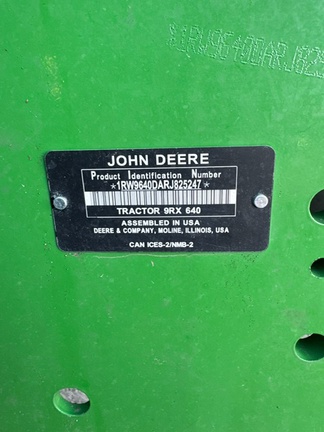 *1RW9640DARJ825
JOHN DEERE
Product Identification Number
*1RW9640DARJ825247*
TRACTOR 9RX 640
ASSEMBLED IN USA
DEERE & COMPANY, MOLINE, ILLINOIS, USA
CAN ICES-2/NMB-2